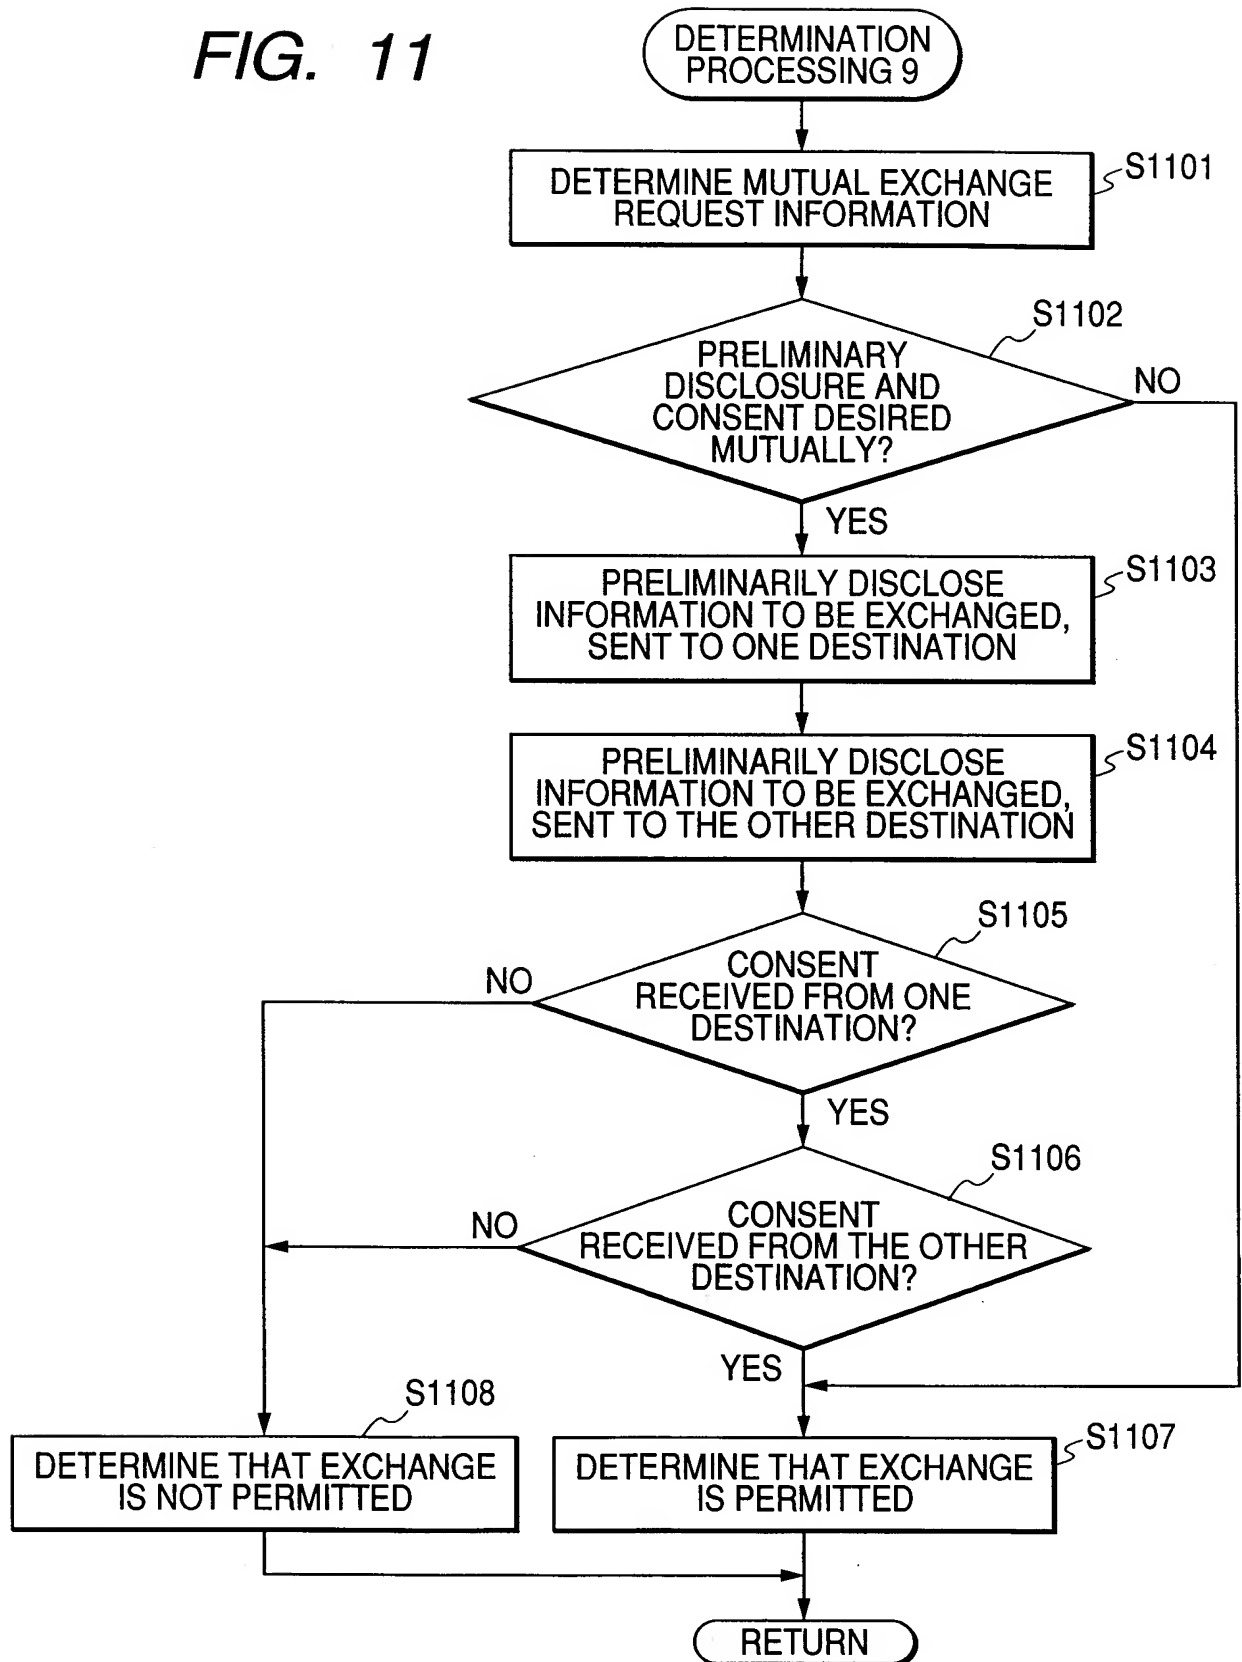 FIG. 11
DETERMINATION
PROCESSING 9
S1101
DETERMINE MUTUAL EXCHANGE
REQUEST INFORMATION
S1102
PRELIMINARY
DISCLOSURE AND
CONSENT DESIRED
MUTUALLY?
NO
YES
S1103
PRELIMINARILY DISCLOSE
INFORMATION TO BE EXCHANGED,
SENT TO ONE DESTINATION
S1104
PRELIMINARILY DISCLOSE
INFORMATION TO BE EXCHANGED,
SENT TO THE OTHER DESTINATION
S1105
CONSENT
RECEIVED FROM ONE
DESTINATION?
NO
YES
S1106
CONSENT
RECEIVED FROM THE OTHER
DESTINATION?
NO
YES
S1108
DETERMINE THAT EXCHANGE
IS NOT PERMITTED
S1107
DETERMINE THAT EXCHANGE
IS PERMITTED
RETURN